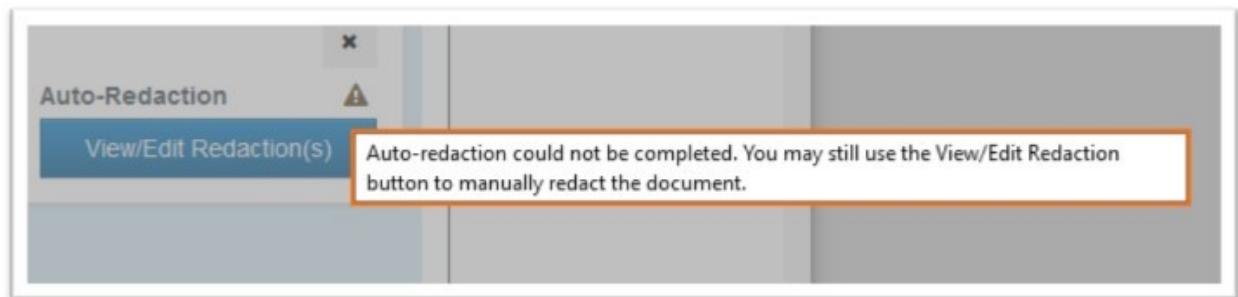 Auto-Redaction
View/Edit Redaction(s)
Auto-redaction could not be completed. You may still use the View/Edit Redaction
button to manually redact the document.